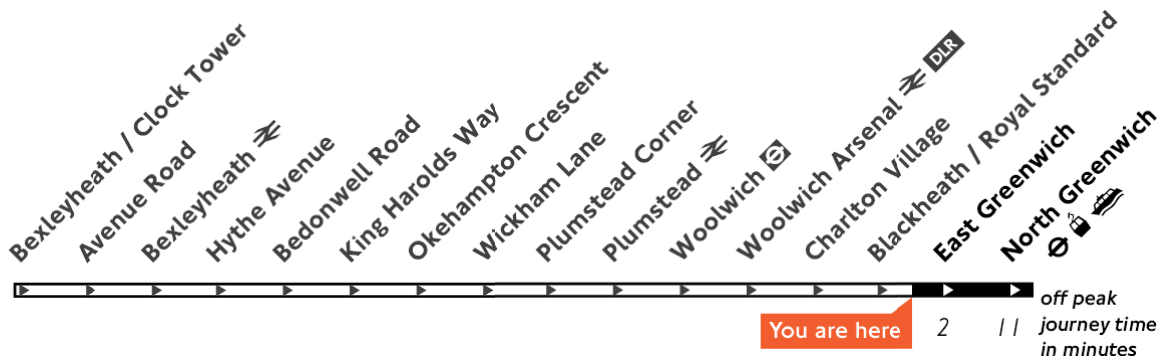 Bexleyheath / Clock Tower
Avenue Road
Bexleyheath
Hythe Avenue
Bedonwell Road
King Harolds Way
Okehampton Crescent
Wickham Lane
Plumstead Corner
Plumstead
Woolwich
Woolwich Arsenal DLR
Charlton Village
Blackheath / Royal Standard
East Greenwich
North Greenwich
You are here
2
11
off peak
journey time
in minutes